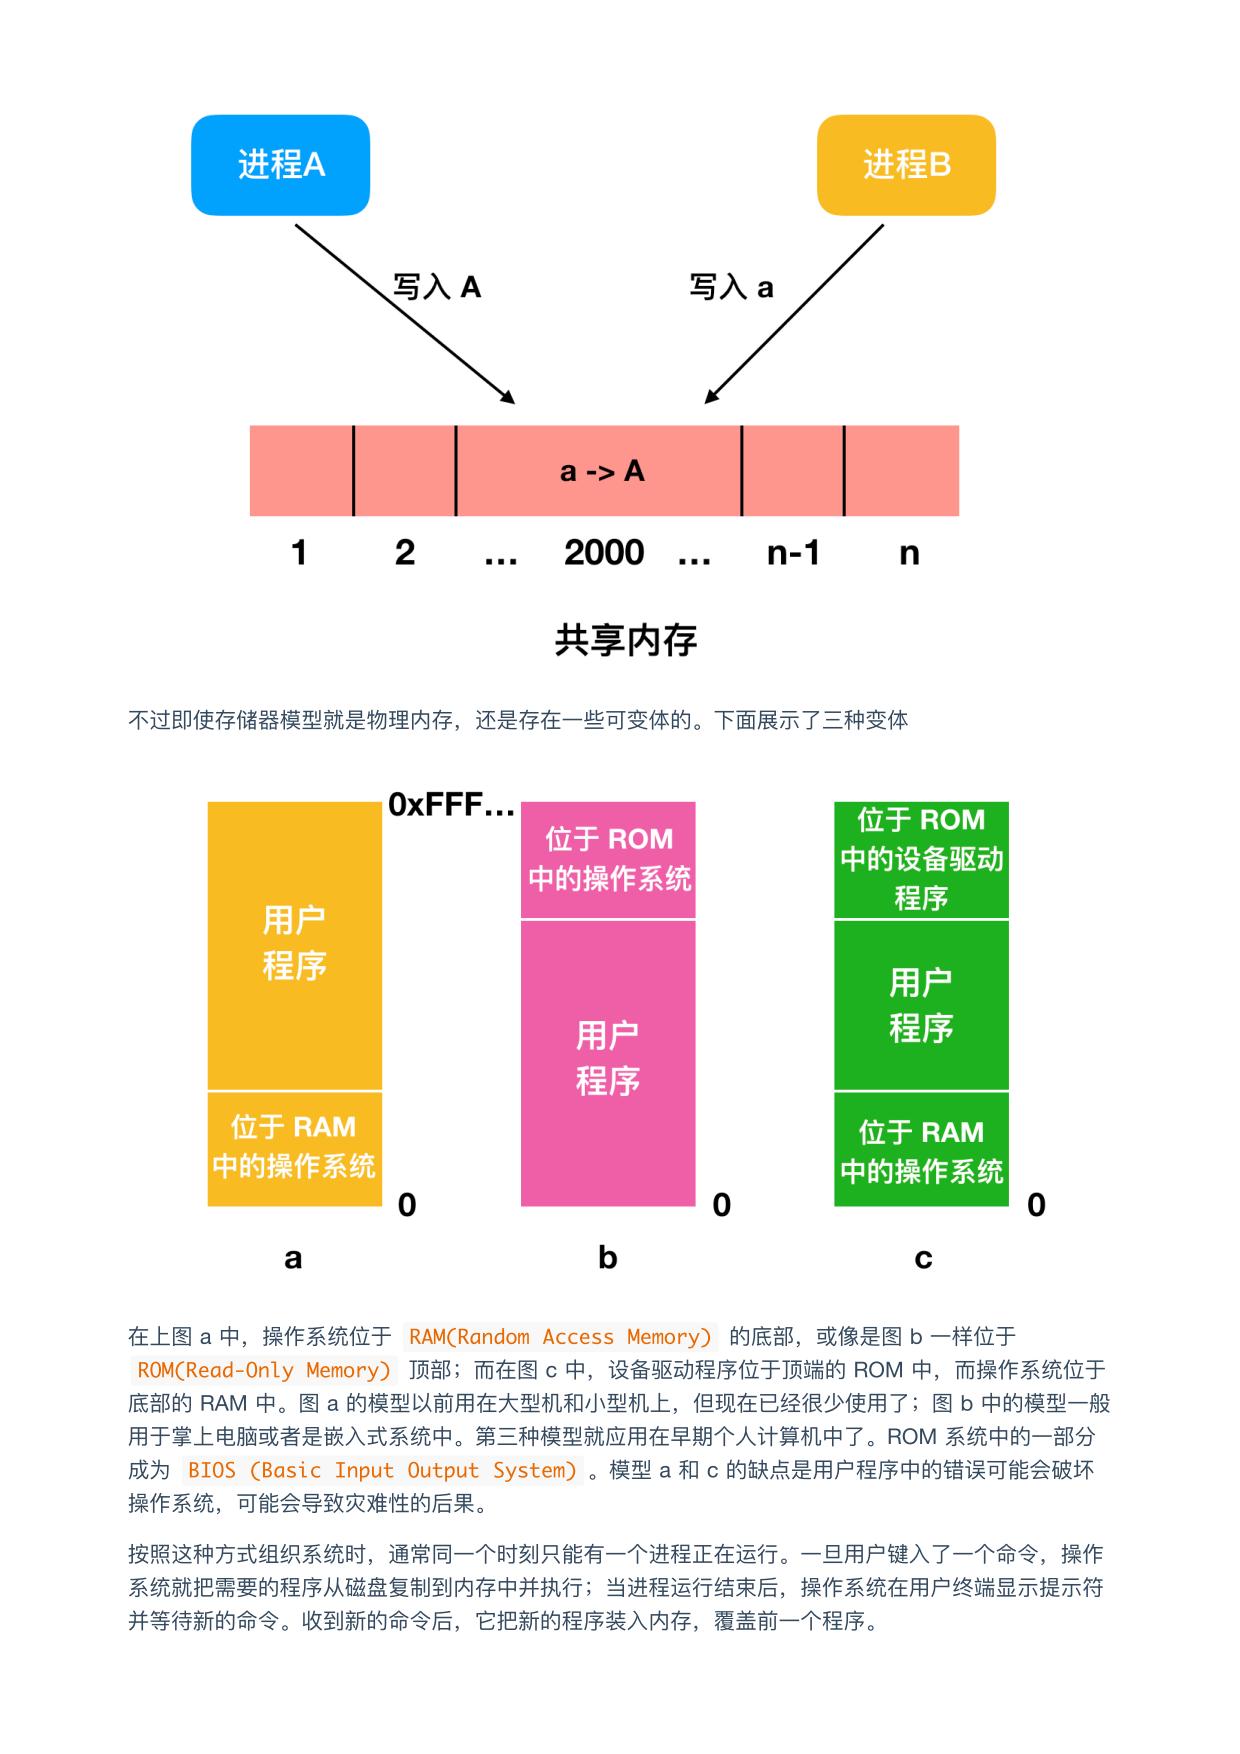 进程A
进程B
写入 A
写入 a
a -> A
1 2 ... 2000 ... n-1 n
共享内存
不过即使存储器模型就是物理内存，还是存在一些可变体的。下面展示了三种变体
用户
程序
位于 RAM
中的操作系统
0
a
0xFFF...
位于 ROM
中的操作系统
用户
程序
0
b
位于 ROM
中的设备驱动
程序
用户
程序
位于 RAM
中的操作系统
0
c
在上图 a 中，操作系统位于 RAM(Random Access Memory) 的底部，或像是图 b 一样位于
ROM(Read-Only Memory) 顶部；而在图 c 中，设备驱动程序位于顶端的 ROM 中，而操作系统位于
底部的 RAM 中。图 a 的模型以前用在大型机和小型机上，但现在已经很少使用了；图 b 中的模型一般
用于掌上电脑或者是嵌入式系统中。第三种模型就应用在早期个人计算机中了。ROM 系统中的一部分
成为 BIOS (Basic Input Output System) 。模型 a 和 c 的缺点是用户程序中的错误可能会破坏
操作系统，可能会导致灾难性的后果。
按照这种方式组织系统时，通常同一个时刻只能有一个进程正在运行。一旦用户键入了一个命令，操作
系统就把需要的程序从磁盘复制到内存中并执行；当进程运行结束后，操作系统在用户终端显示提示符
并等待新的命令。收到新的命令后，它把新的程序装入内存，覆盖前一个程序。